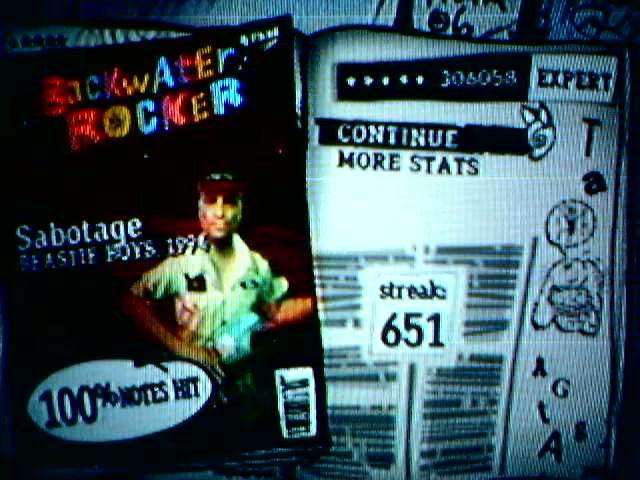 BackwAtEr
ROCKER
Sabotage
BEASTIE BOYS, 1994
100% NOTES HIT
★★★★★ 306058 EXPERT
CONTINUE
MORE STATS
streak:
651